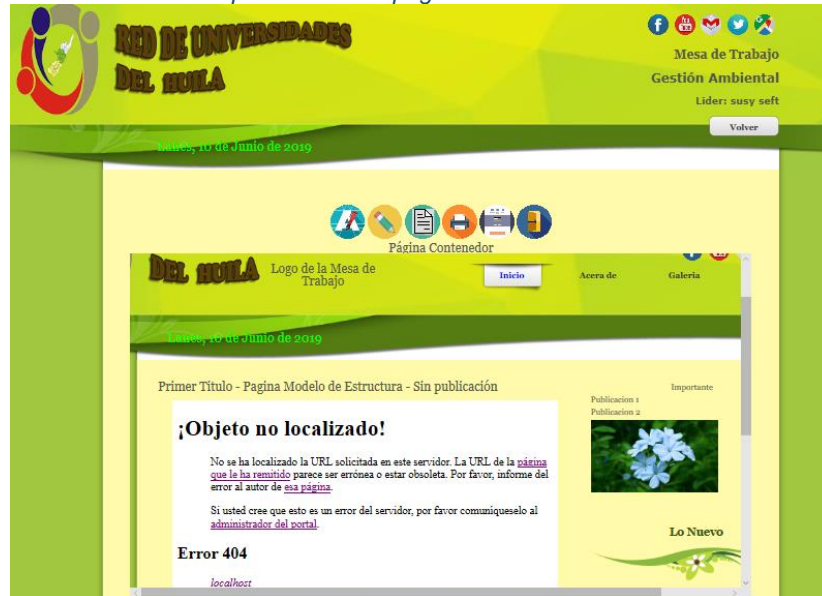 RED DE UNIVERSIDADES
DEL HUILA
Mesa de Trabajo
Gestión Ambiental
Lider: susy seft
Volver
Lunes, 10 de Junio de 2019
Página Contenedor
DEL HUILA
Logo de la Mesa de
Trabajo
Inicio
Acera de
Galeria
Lunes, 10 de Junio de 2019
Primer Titulo - Pagina Modelo de Estructura - Sin publicación
Importante
Publicacion 1
Publicacion 2
¡Objeto no localizado!
No se ha localizado la URL solicitada en este servidor. La URL de la página
que le ha remitido parece ser errónea o estar obsoleta. Por favor, informe del
error al autor de esa página.
Si usted cree que esto es un error del servidor, por favor comuníqueselo al
administrador del portal.
Lo Nuevo
Error 404
localhost